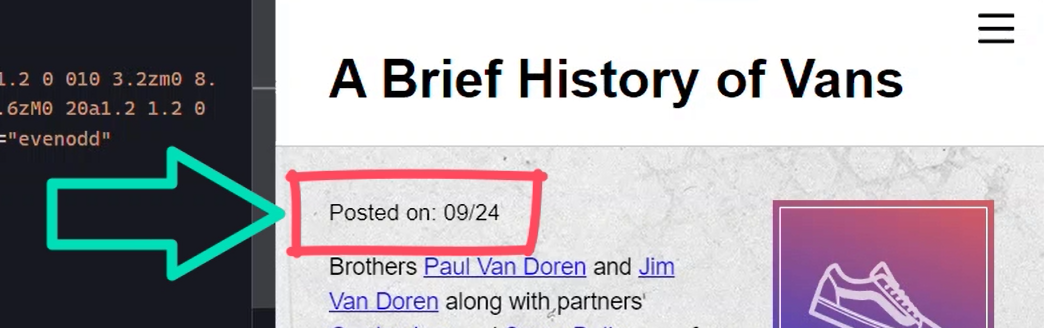 1.2 0 010 3.2zm0 8.
.6zM0 20a1.2 1.2 0
="evenodd"
A Brief History of Vans
Posted on: 09/24
Brothers Paul Van Doren and Jim
Van Doren along with partners'